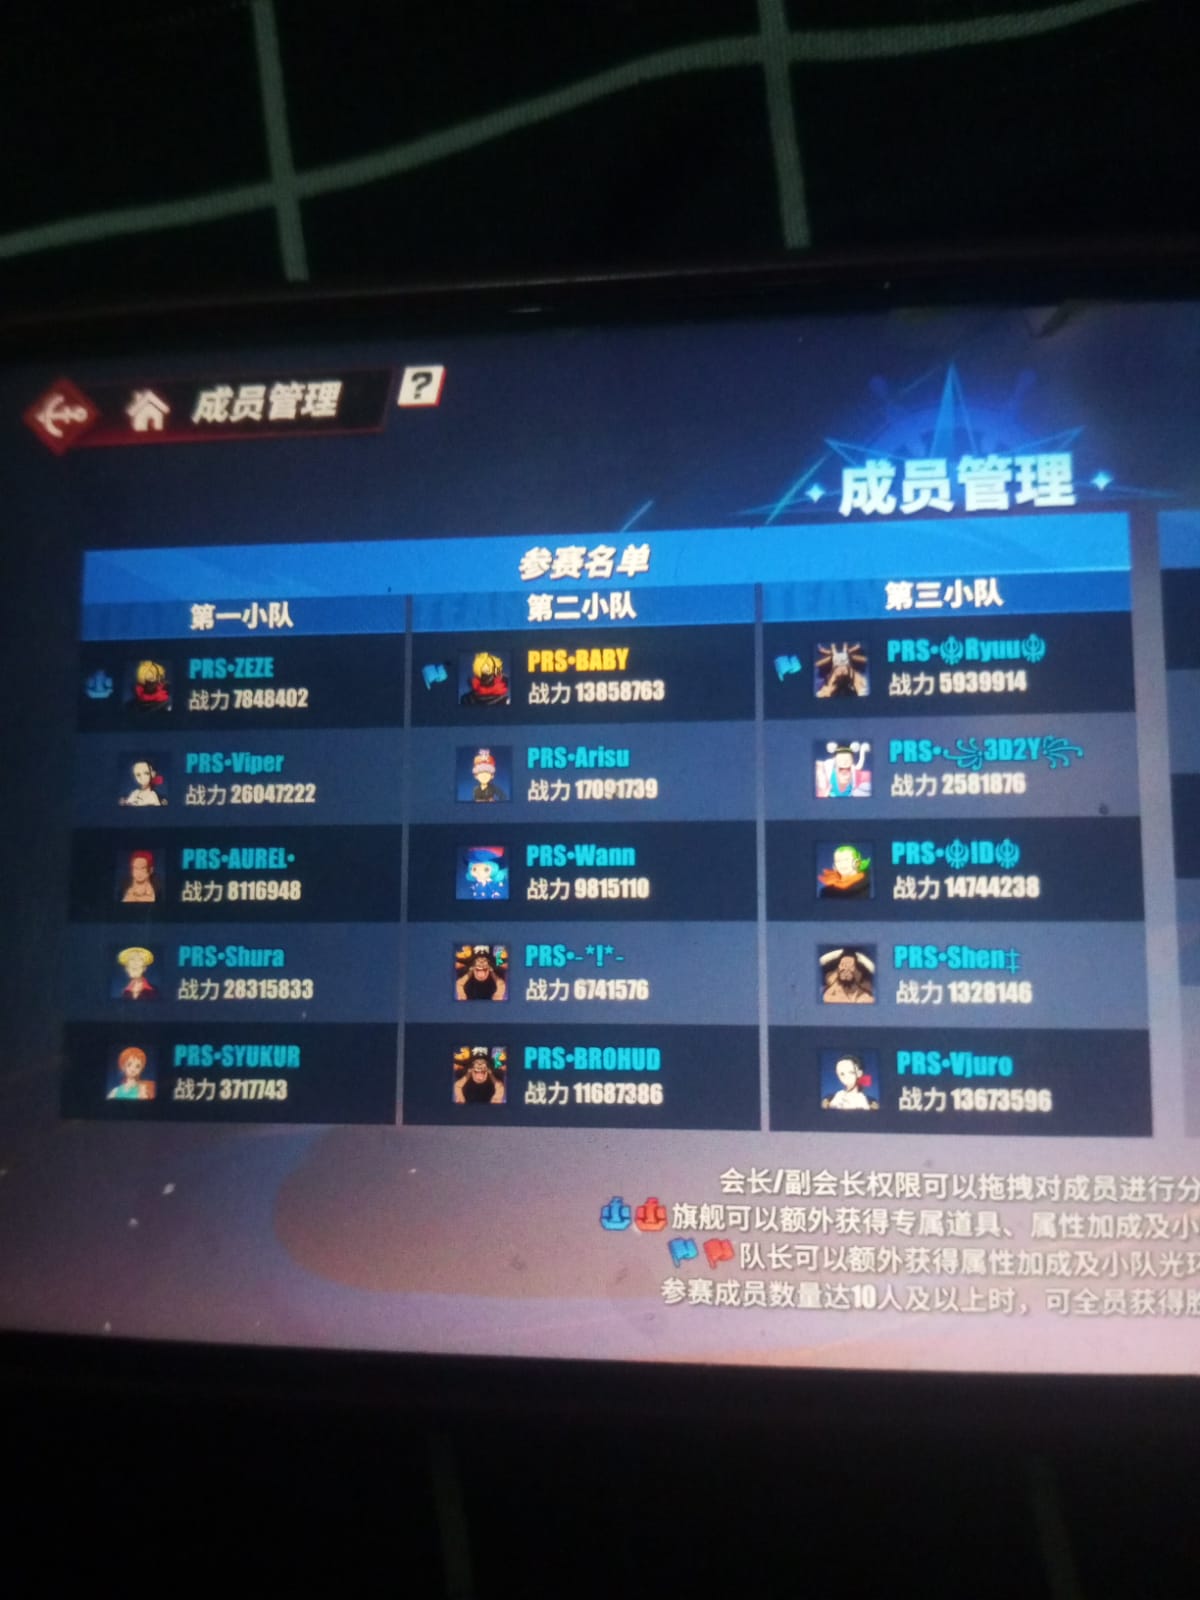 成员管理 ?
成员管理
参赛名单
第一小队 第二小队 第三小队
PRS•ZEZE
战力 7848402
PRS•BABY
战力 13858763
PRS•☬Ryuu☬
战力 5939914
PRS•Viper
战力 26047222
PRS•Arisu
战力 17091739
PRS•꧁3D2Y꧂
战力 2581876
PRS•AUREL•
战力 8116948
PRS•Wann
战力 9815110
PRS•☬ID☬
战力 14744238
PRS•Shura
战力 28315833
PRS•-*!*-
战力 6741576
PRS•Shen‡
战力 1328146
PRS•SYUKUR
战力 3717743
PRS•BROHUD
战力 11687386
PRS•Vjuro
战力 13673596
会长/副会长权限可以拖拽对成员进行分
旗舰可以额外获得专属道具、属性加成及小
队长可以额外获得属性加成及小队光环
参赛成员数量达10人及以上时，可全员获得